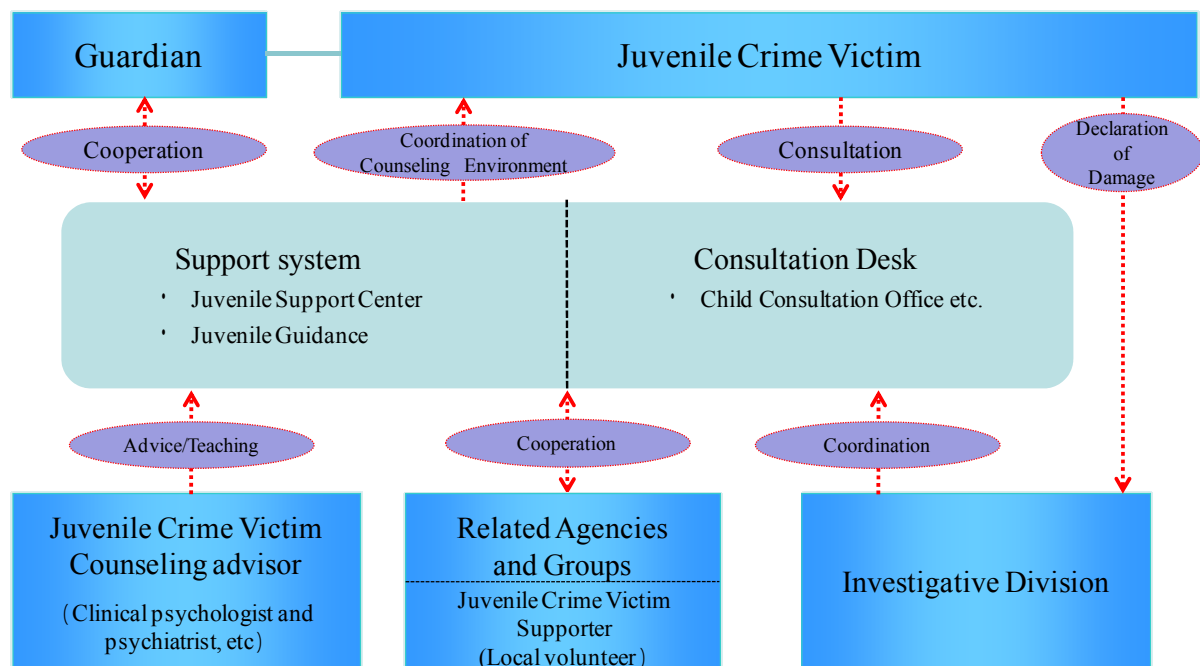 Guardian
Juvenile Crime Victim
Cooperation
Coordination of
Counseling Environment
Consultation
Declaration
of
Damage
Support system
· Juvenile Support Center
· Juvenile Guidance
Consultation Desk
· Child Consultation Office etc.
Advice/Teaching
Cooperation
Coordination
Juvenile Crime Victim
Counseling advisor
(Clinical psychologist and
psychiatrist, etc)
Related Agencies
and Groups
Juvenile Crime Victim
Supporter
(Local volunteer)
Investigative Division